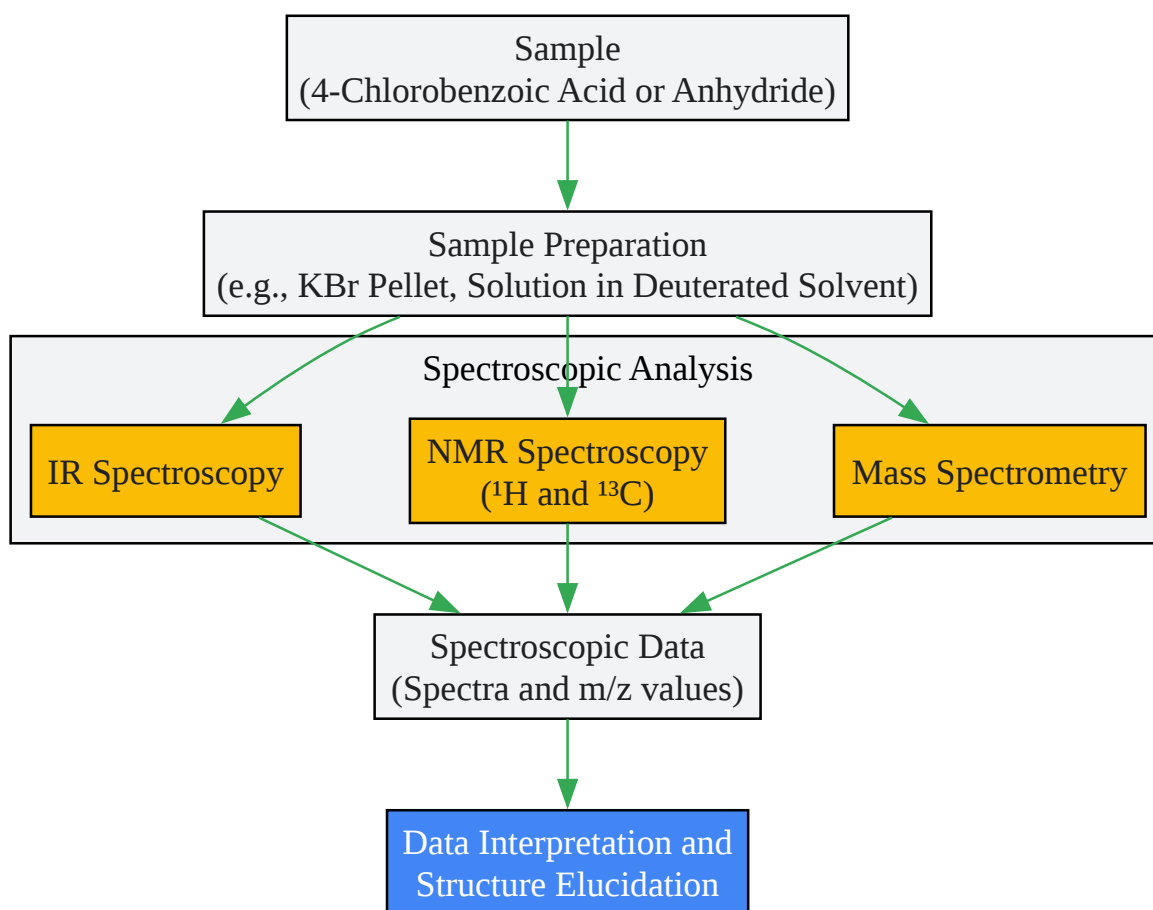 Sample
(4-Chlorobenzoic Acid or Anhydride)
Sample Preparation
(e.g., KBr Pellet, Solution in Deuterated Solvent)
Spectroscopic Analysis
IR Spectroscopy
NMR Spectroscopy
(¹H and ¹³C)
Mass Spectrometry
Spectroscopic Data
(Spectra and m/z values)
Data Interpretation and
Structure Elucidation